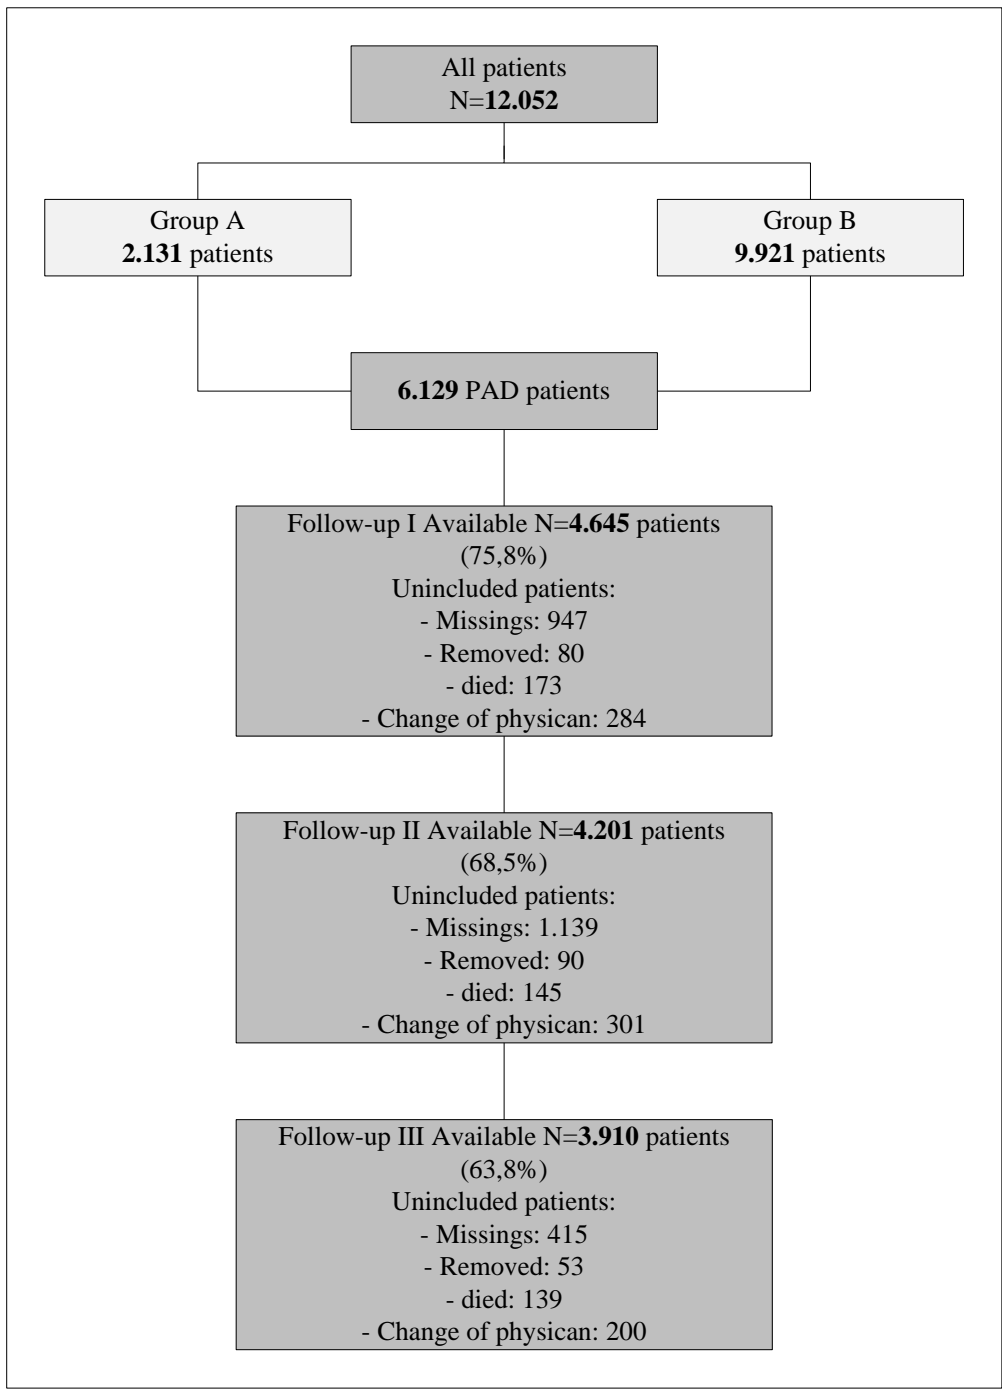 All patients
N=12.052
Group A
2.131 patients
Group B
9.921 patients
6.129 PAD patients
Follow-up I Available N=4.645 patients
(75,8%)
Unincluded patients:
- Missings: 947
- Removed: 80
- died: 173
- Change of physican: 284
Follow-up II Available N=4.201 patients
(68,5%)
Unincluded patients:
- Missings: 1.139
- Removed: 90
- died: 145
- Change of physican: 301
Follow-up III Available N=3.910 patients
(63,8%)
Unincluded patients:
- Missings: 415
- Removed: 53
- died: 139
- Change of physican: 200